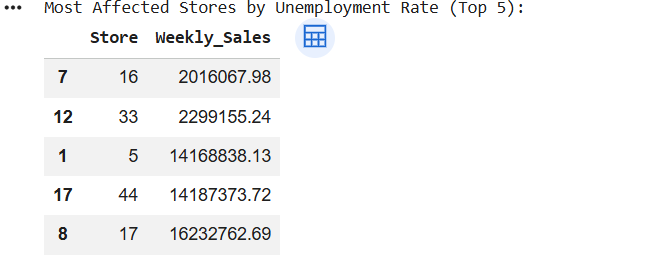 ••• Most Affected Stores by Unemployment Rate (Top 5):
Store Weekly_Sales
7 16 2016067.98
12 33 2299155.24
1 5 14168838.13
17 44 14187373.72
8 17 16232762.69